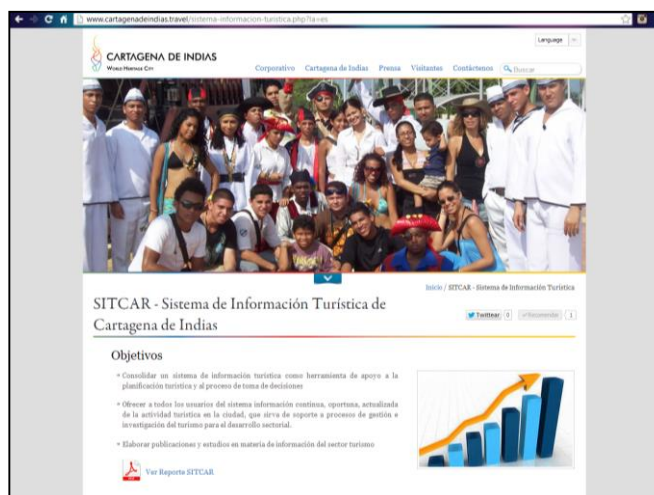 www.cartagenadeindias.travel/sistema-informacion-turistica.php?la=es
Language
CARTAGENA DE INDIAS
World Heritage City
Corporativo Cartagena de Indias Prensa Visitantes Contáctenos Buscar
Inicio / SITCAR - Sistema de Información Turística
SITCAR - Sistema de Información Turística de
Cartagena de Indias
Twittear 0 Recomendar 1
Objetivos
Consolidar un sistema de información turística como herramienta de apoyo a la
planificación turística y al proceso de toma de decisiones
Ofrecer a todos los usuarios del sistema información continua, oportuna, actualizada
de la actividad turística en la ciudad, que sirva de soporte a procesos de gestión e
investigación del turismo para el desarrollo sectorial.
Elaborar publicaciones y estudios en materia de información del sector turismo
Ver Reporte SITCAR